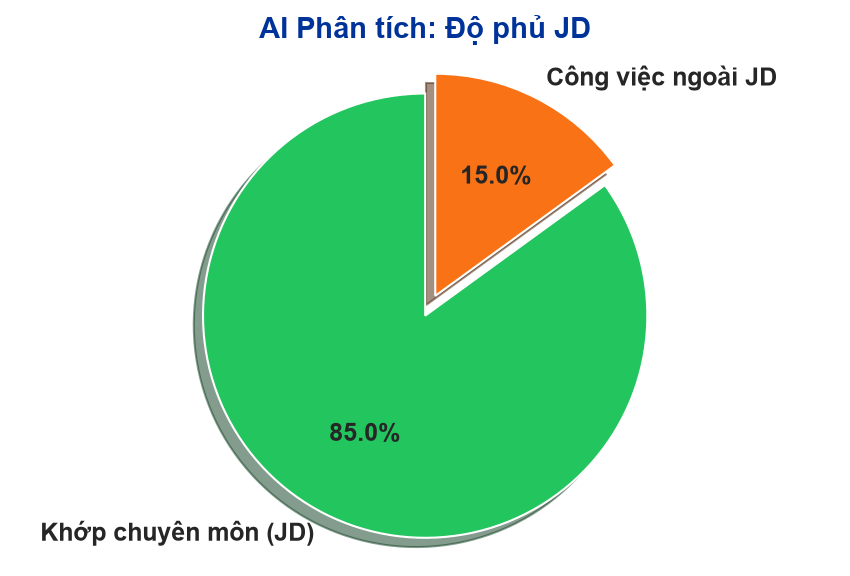 AI Phân tích: Độ phủ JD
Công việc ngoài JD
15.0%
85.0%
Khớp chuyên môn (JD)